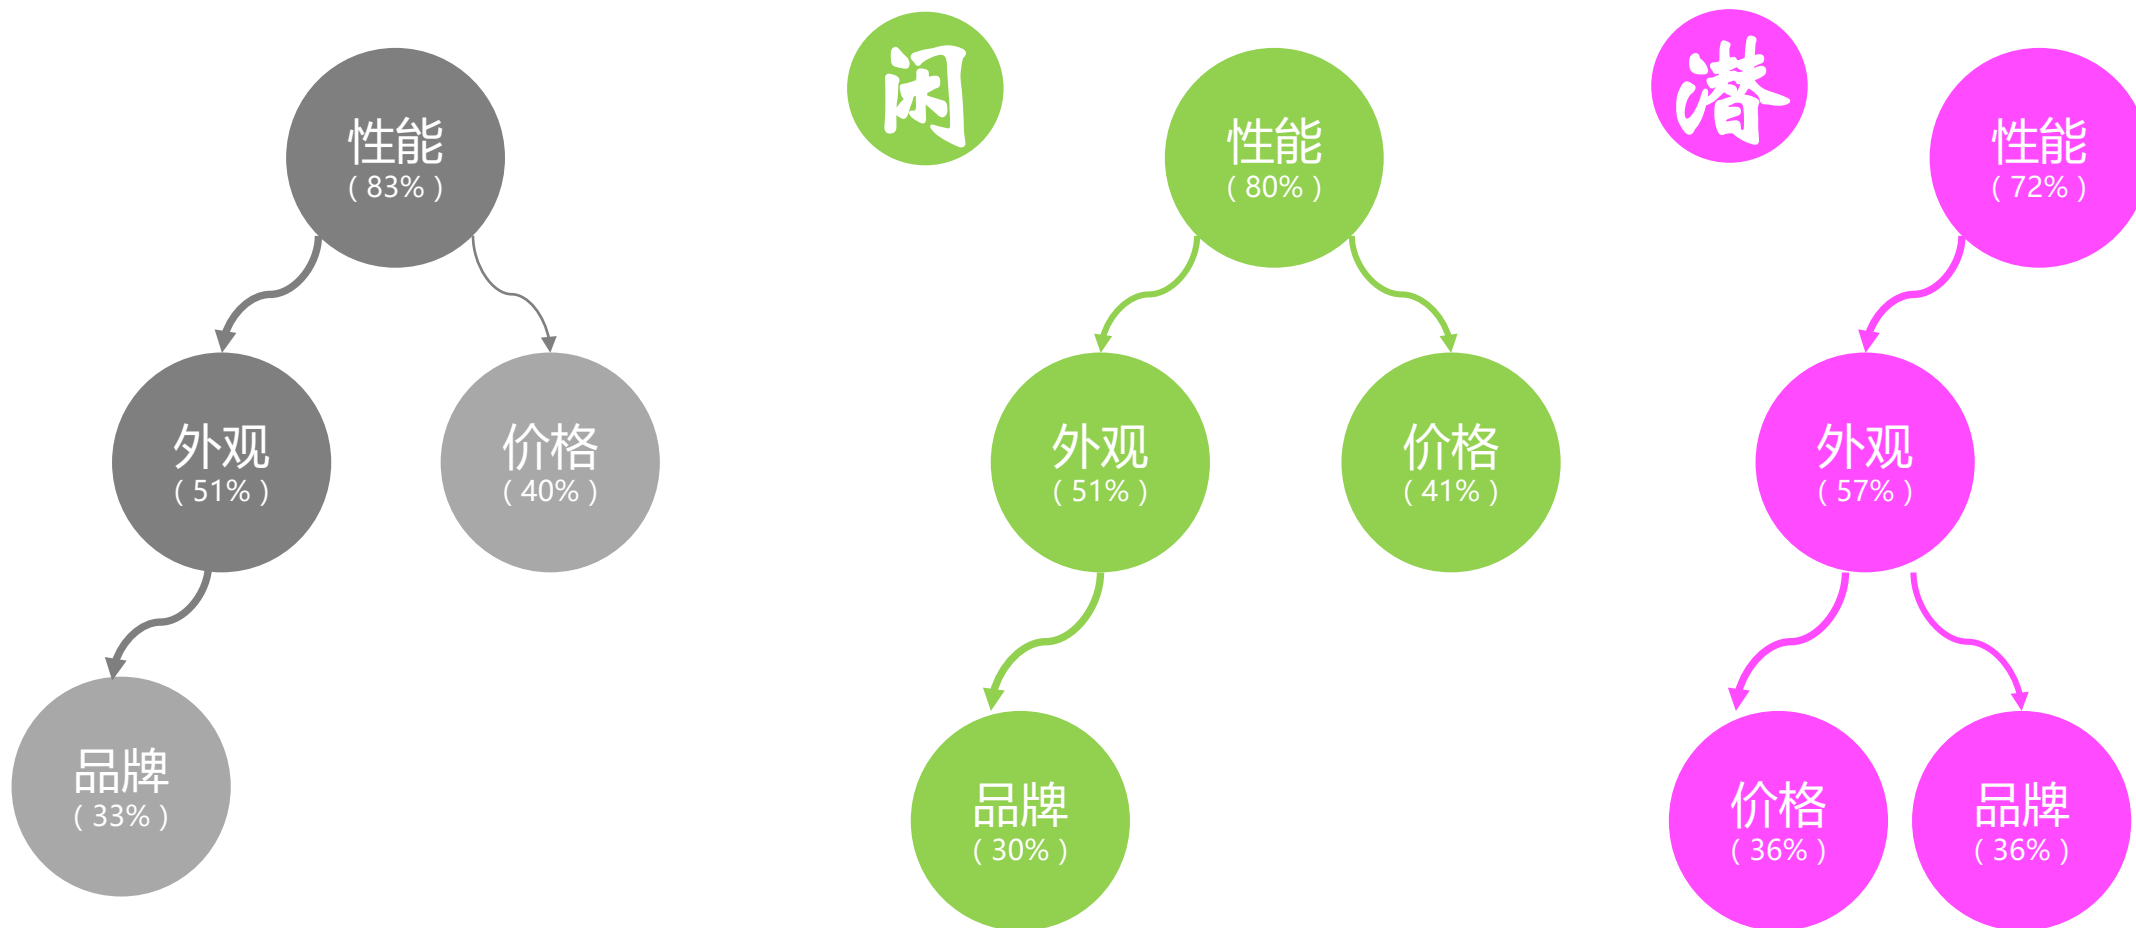 性能
（83%）
外观
（51%）
价格
（40%）
品牌
（33%）
闲
性能
（80%）
外观
（51%）
价格
（41%）
品牌
（30%）
潜
性能
（72%）
外观
（57%）
价格
（36%）
品牌
（36%）